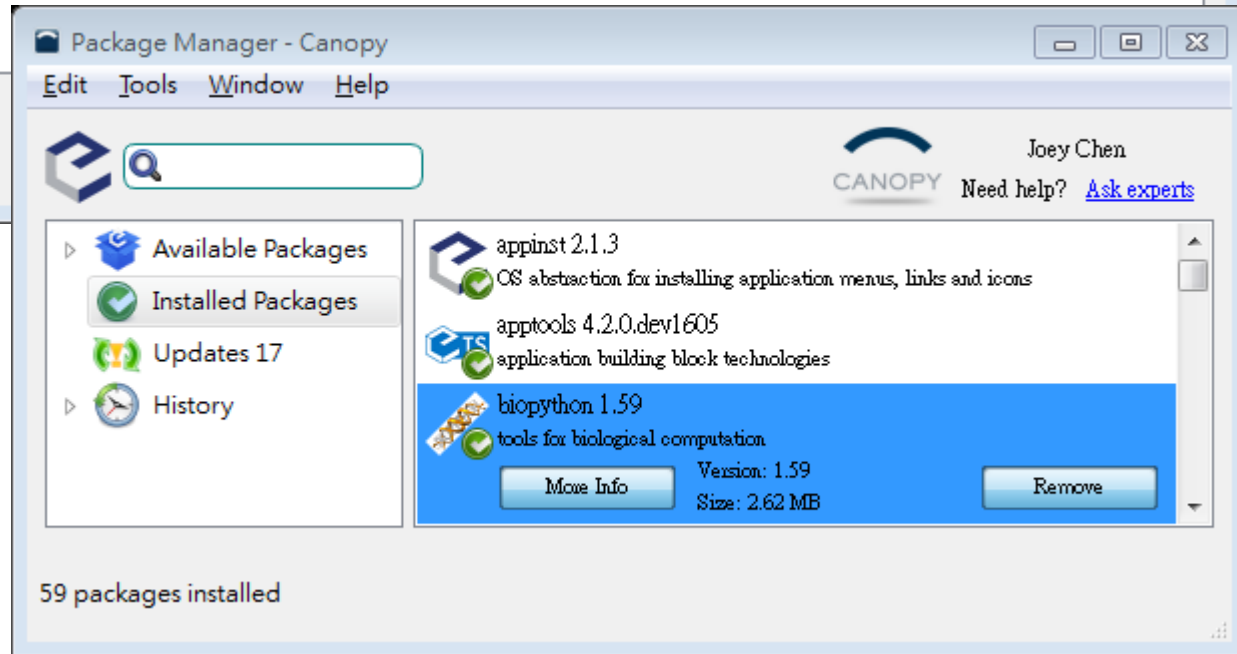 Package Manager - Canopy
Edit Tools Window Help
CANOPY
Joey Chen
Need help? Ask experts
Available Packages
Installed Packages
Updates 17
History
appinst 2.1.3
OS abstraction for installing application menus, links and icons
apptools 4.2.0.dev1605
TS
application building block technologies
biopython 1.59
tools for biological computation
More Info
Version: 1.59
Size: 2.62 MB
Remove
59 packages installed